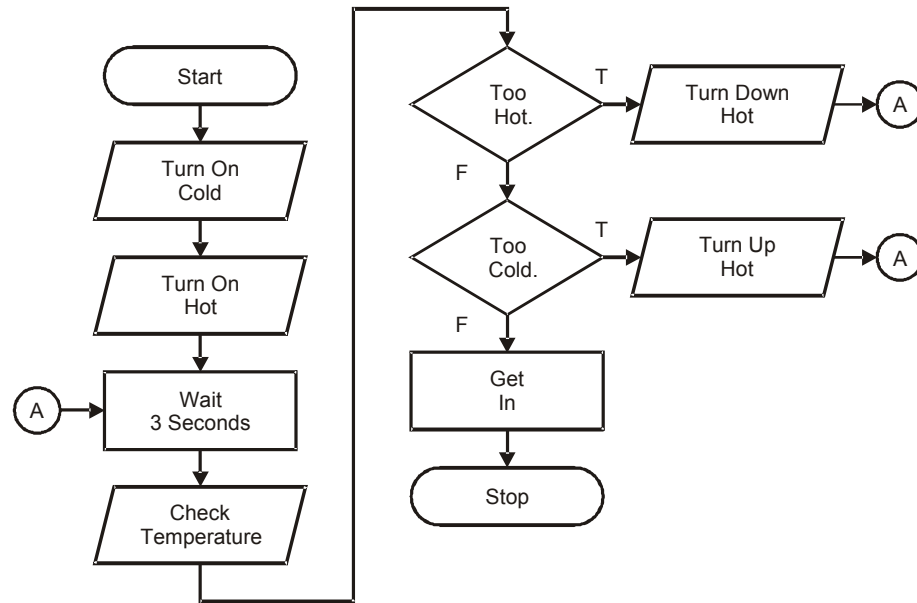 Start
Turn On
Cold
Turn On
Hot
A
Wait
3 Seconds
Check
Temperature
Too
Hot.
T
Turn Down
Hot
A
F
Too
Cold.
T
Turn Up
Hot
A
F
Get
In
Stop